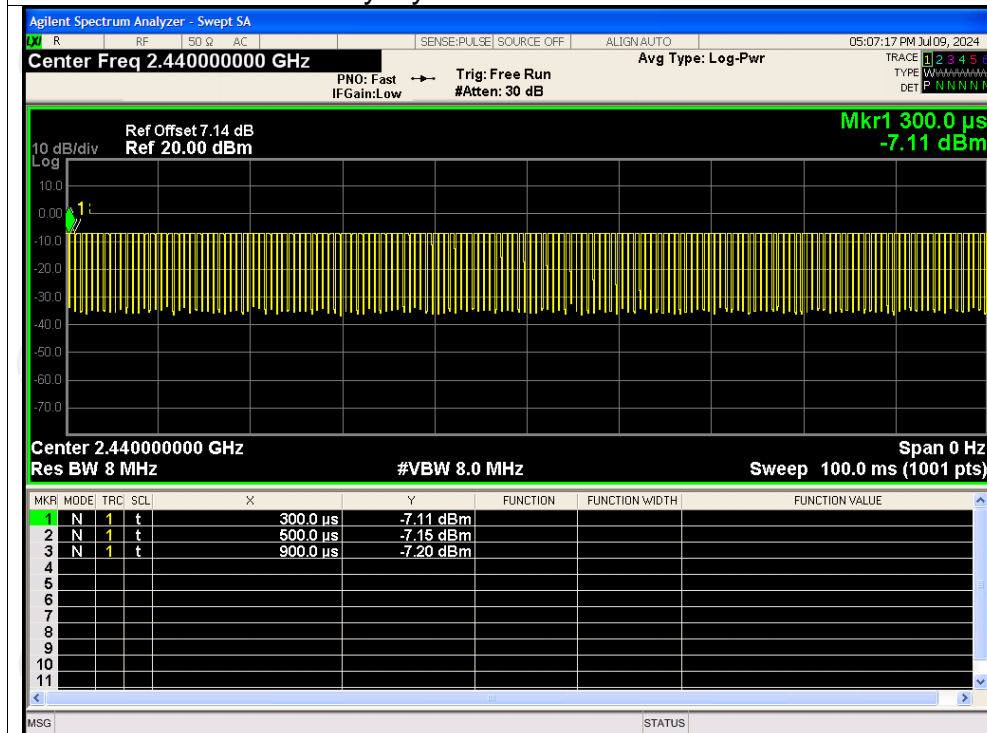 Agilent Spectrum Analyzer - Swept SA
LXI R RF 50 Ω AC SENSE:PULSE SOURCE OFF ALIGN AUTO 05:07:17 PM Jul 09, 2024
Center Freq 2.440000000 GHz
PNO: Fast
IFGain:Low
Trig: Free Run
#Atten: 30 dB
Avg Type: Log-Pwr
TRACE 1 2 3 4 5 6
TYPE W
DET P N N N N N
Mkr1 300.0 µs
-7.11 dBm
Ref Offset 7.14 dB
10 dB/div Ref 20.00 dBm
Log
10.0
0.00
-10.0
-20.0
-30.0
-40.0
-50.0
-60.0
-70.0
1
Center 2.440000000 GHz Span 0 Hz
Res BW 8 MHz #VBW 8.0 MHz Sweep 100.0 ms (1001 pts)
MKR MODE TRC SCL X Y FUNCTION FUNCTION WIDTH FUNCTION VALUE
1 N 1 t 300.0 µs -7.11 dBm
2 N 1 t 500.0 µs -7.15 dBm
3 N 1 t 900.0 µs -7.20 dBm
4
5
6
7
8
9
10
11
MSG STATUS